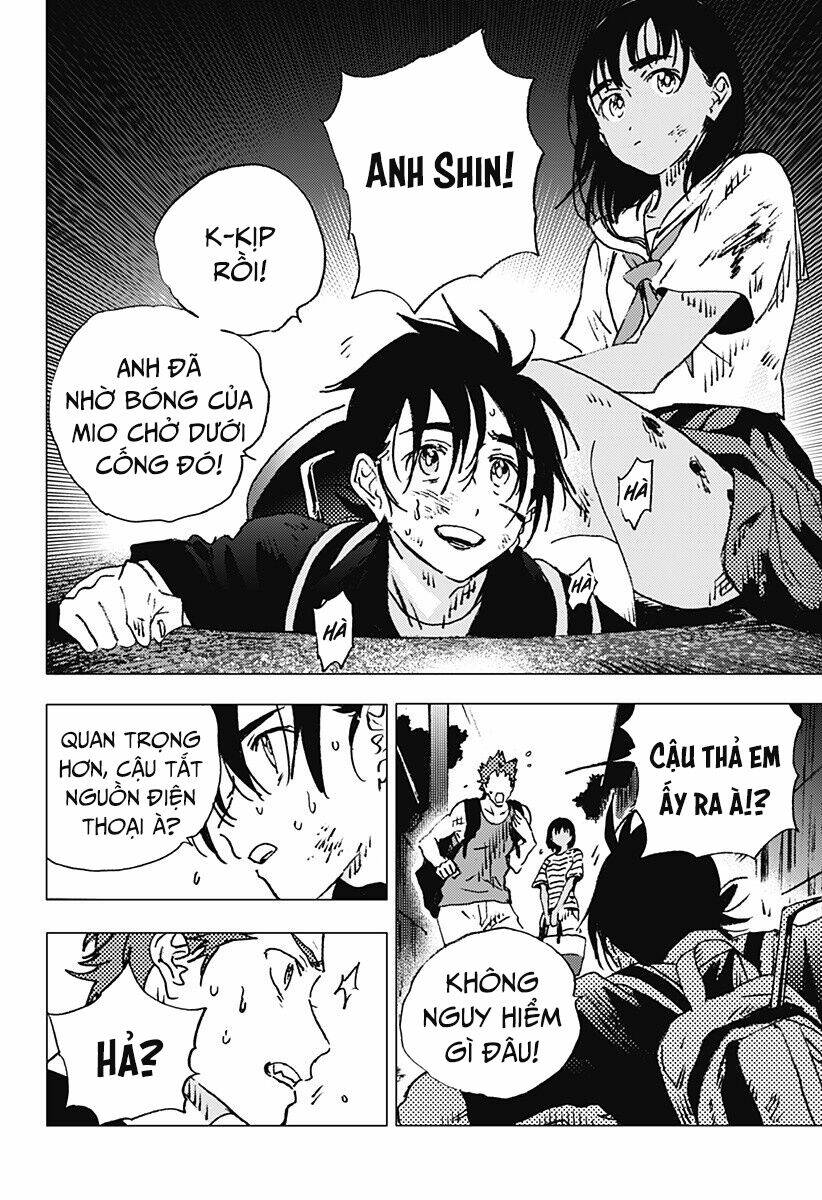 ANH SHIN!
K-KỊP
RỒI!
ANH ĐÃ
NHỜ BÓNG CỦA
MIO CHỞ DƯỚI
CỐNG ĐÓ!
HÀ
HÀ
HÀ
CẬU THẢ EM
ẤY RA À!?
KHÔNG
NGUY HIỂM
GÌ ĐÂU!
QUAN TRỌNG
HƠN, CẬU TẮT
NGUỒN ĐIỆN
THOẠI À?
HẢ?